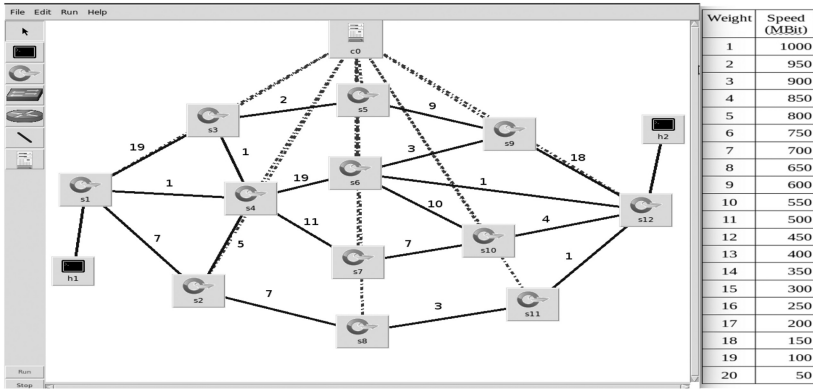 File Edit Run Help
c0
2
s5
9
s3
s9
h2
19
1
3
18
s6
19
1
1
s1
s4
s12
10
11
4
7
5
7
s10
s7
1
h1
s2
7
3
s11
s8
Run
Stop
Weight Speed (MBit)
1 1000
2 950
3 900
4 850
5 800
6 750
7 700
8 650
9 600
10 550
11 500
12 450
13 400
14 350
15 300
16 250
17 200
18 150
19 100
20 50